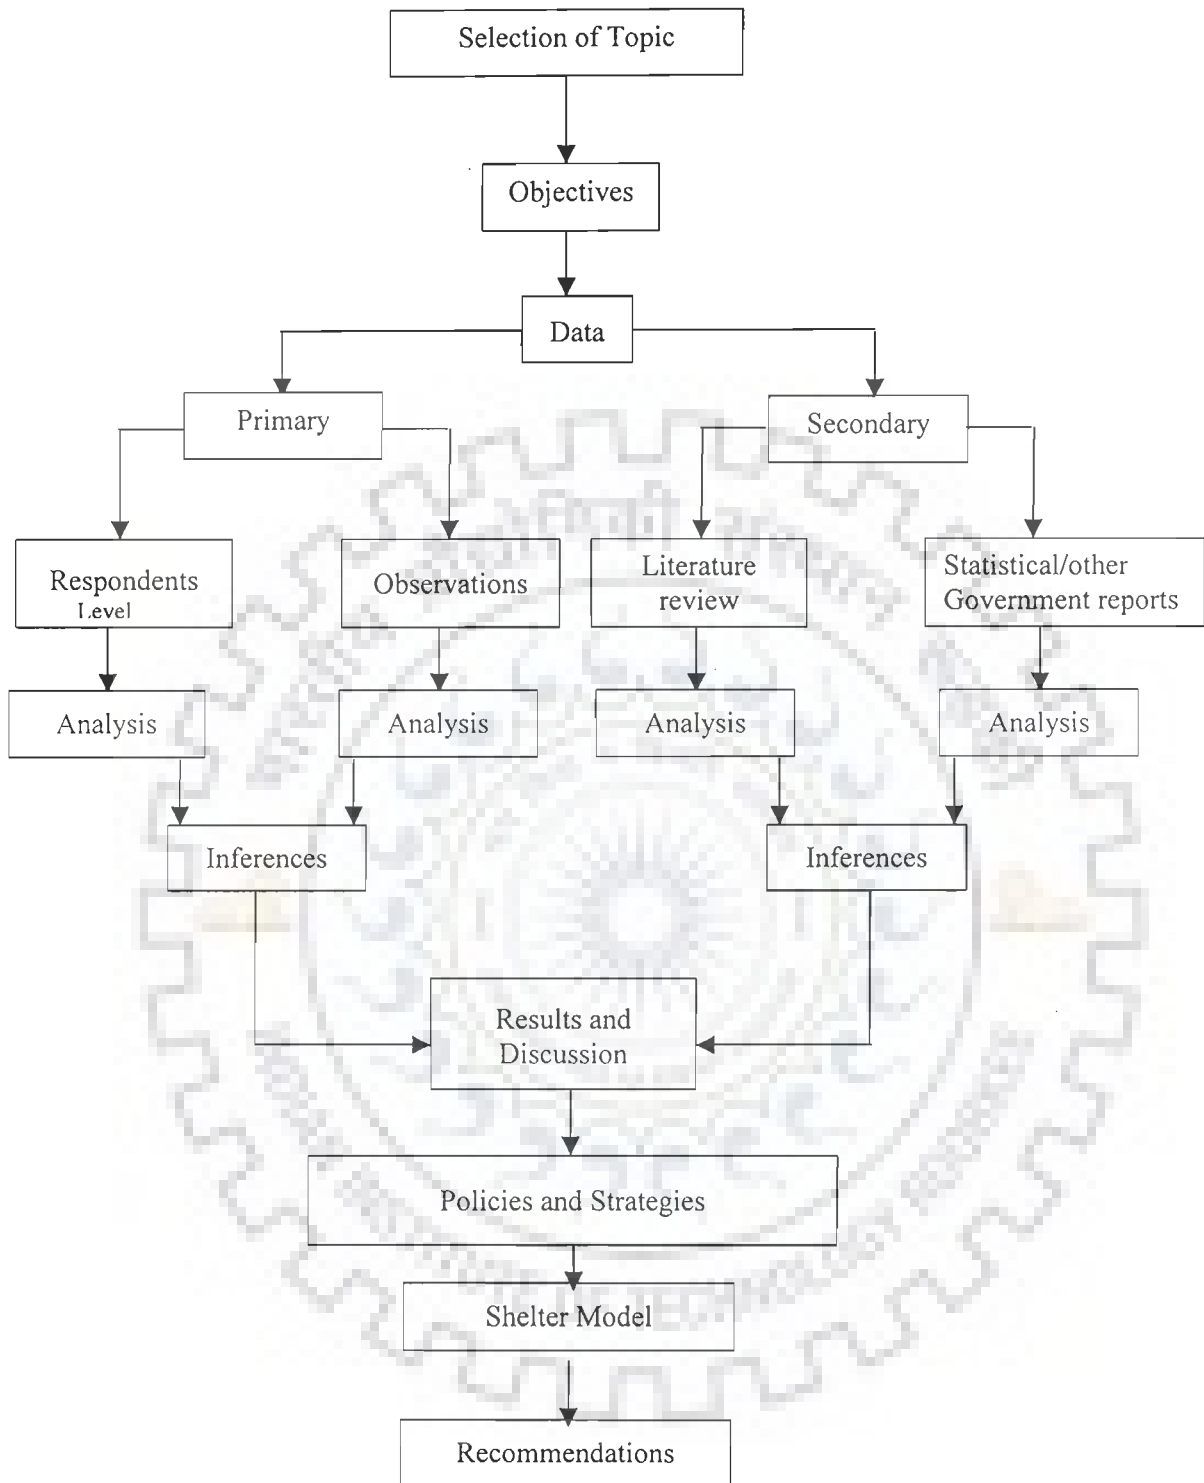 Selection of Topic
Objectives
Data
Primary
Secondary
Respondents
Level
Observations
Literature
review
Statistical/other
Government reports
Analysis
Analysis
Analysis
Analysis
Inferences
Inferences
Results and
Discussion
Policies and Strategies
Shelter Model
Recommendations